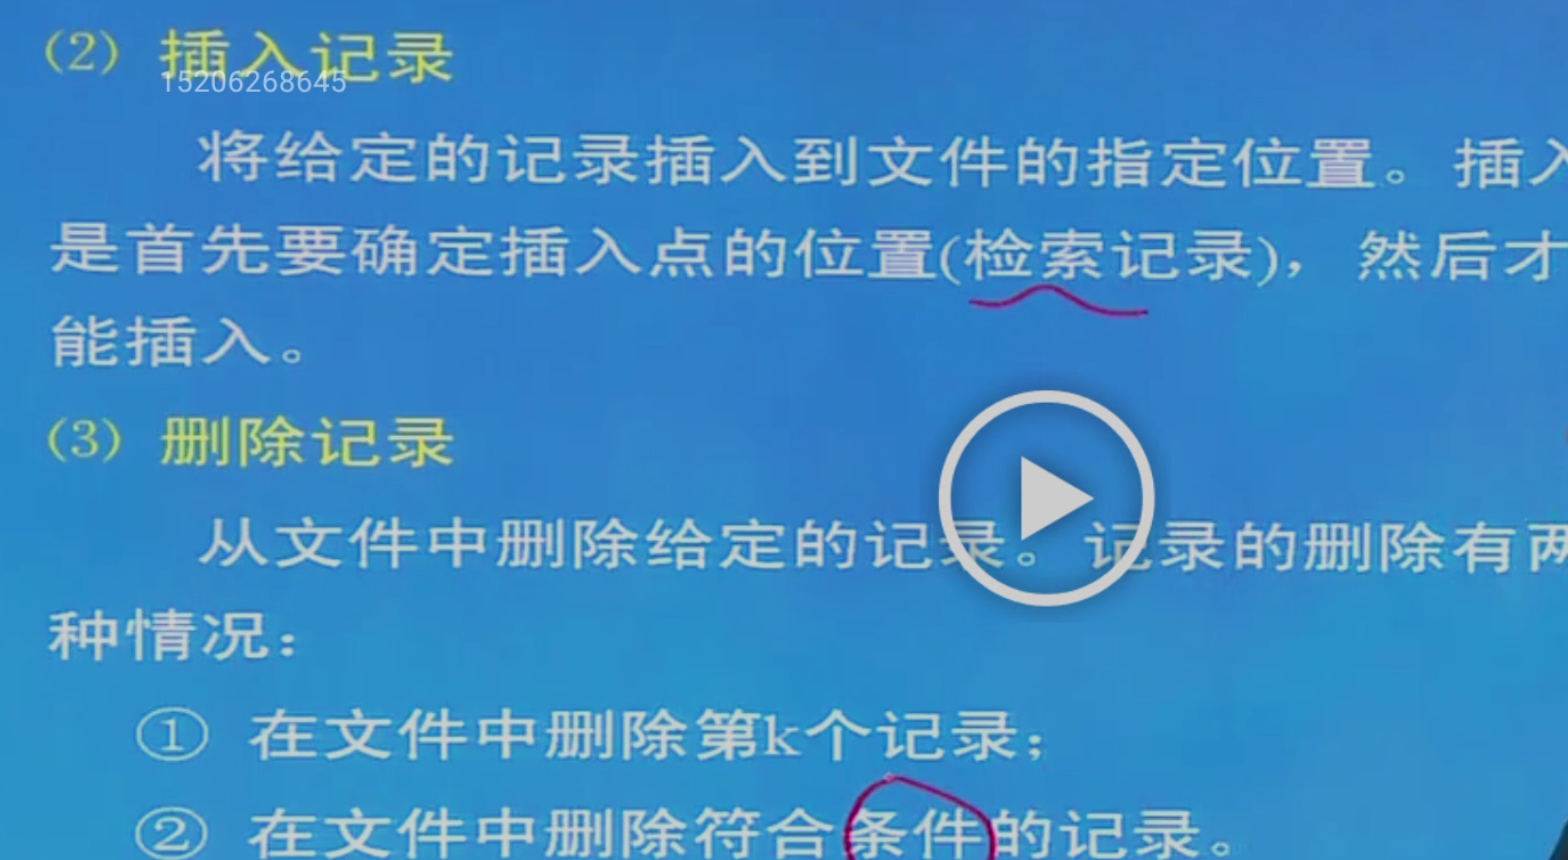 (2) 插入记录
15206268645
将给定的记录插入到文件的指定位置。插入
是首先要确定插入点的位置(检索记录)，然后才
能插入。
(3) 删除记录
从文件中删除给定的记录。记录的删除有两
种情况：
① 在文件中删除第k个记录；
② 在文件中删除符合条件的记录。